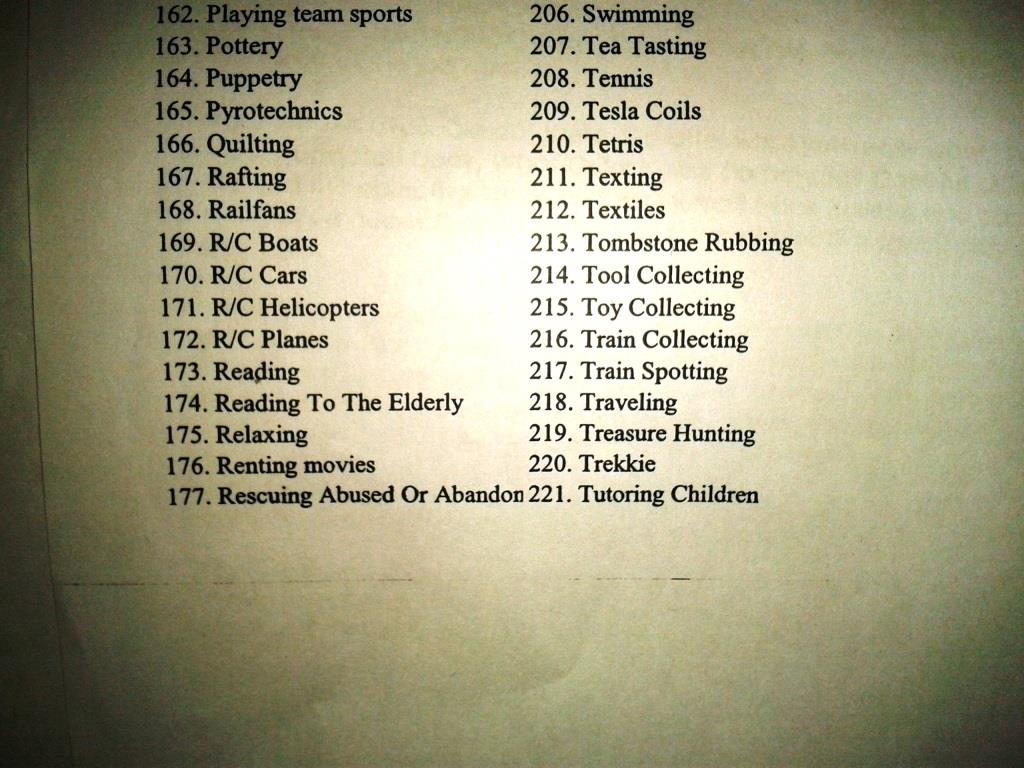 162. Playing team sports
163. Pottery
164. Puppetry
165. Pyrotechnics
166. Quilting
167. Rafting
168. Railfans
169. R/C Boats
170. R/C Cars
171. R/C Helicopters
172. R/C Planes
173. Reading
174. Reading To The Elderly
175. Relaxing
176. Renting movies
177. Rescuing Abused Or Abandon
206. Swimming
207. Tea Tasting
208. Tennis
209. Tesla Coils
210. Tetris
211. Texting
212. Textiles
213. Tombstone Rubbing
214. Tool Collecting
215. Toy Collecting
216. Train Collecting
217. Train Spotting
218. Traveling
219. Treasure Hunting
220. Trekkie
221. Tutoring Children